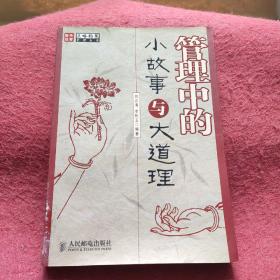 管理中的
小故事与大道理
人民邮电出版社